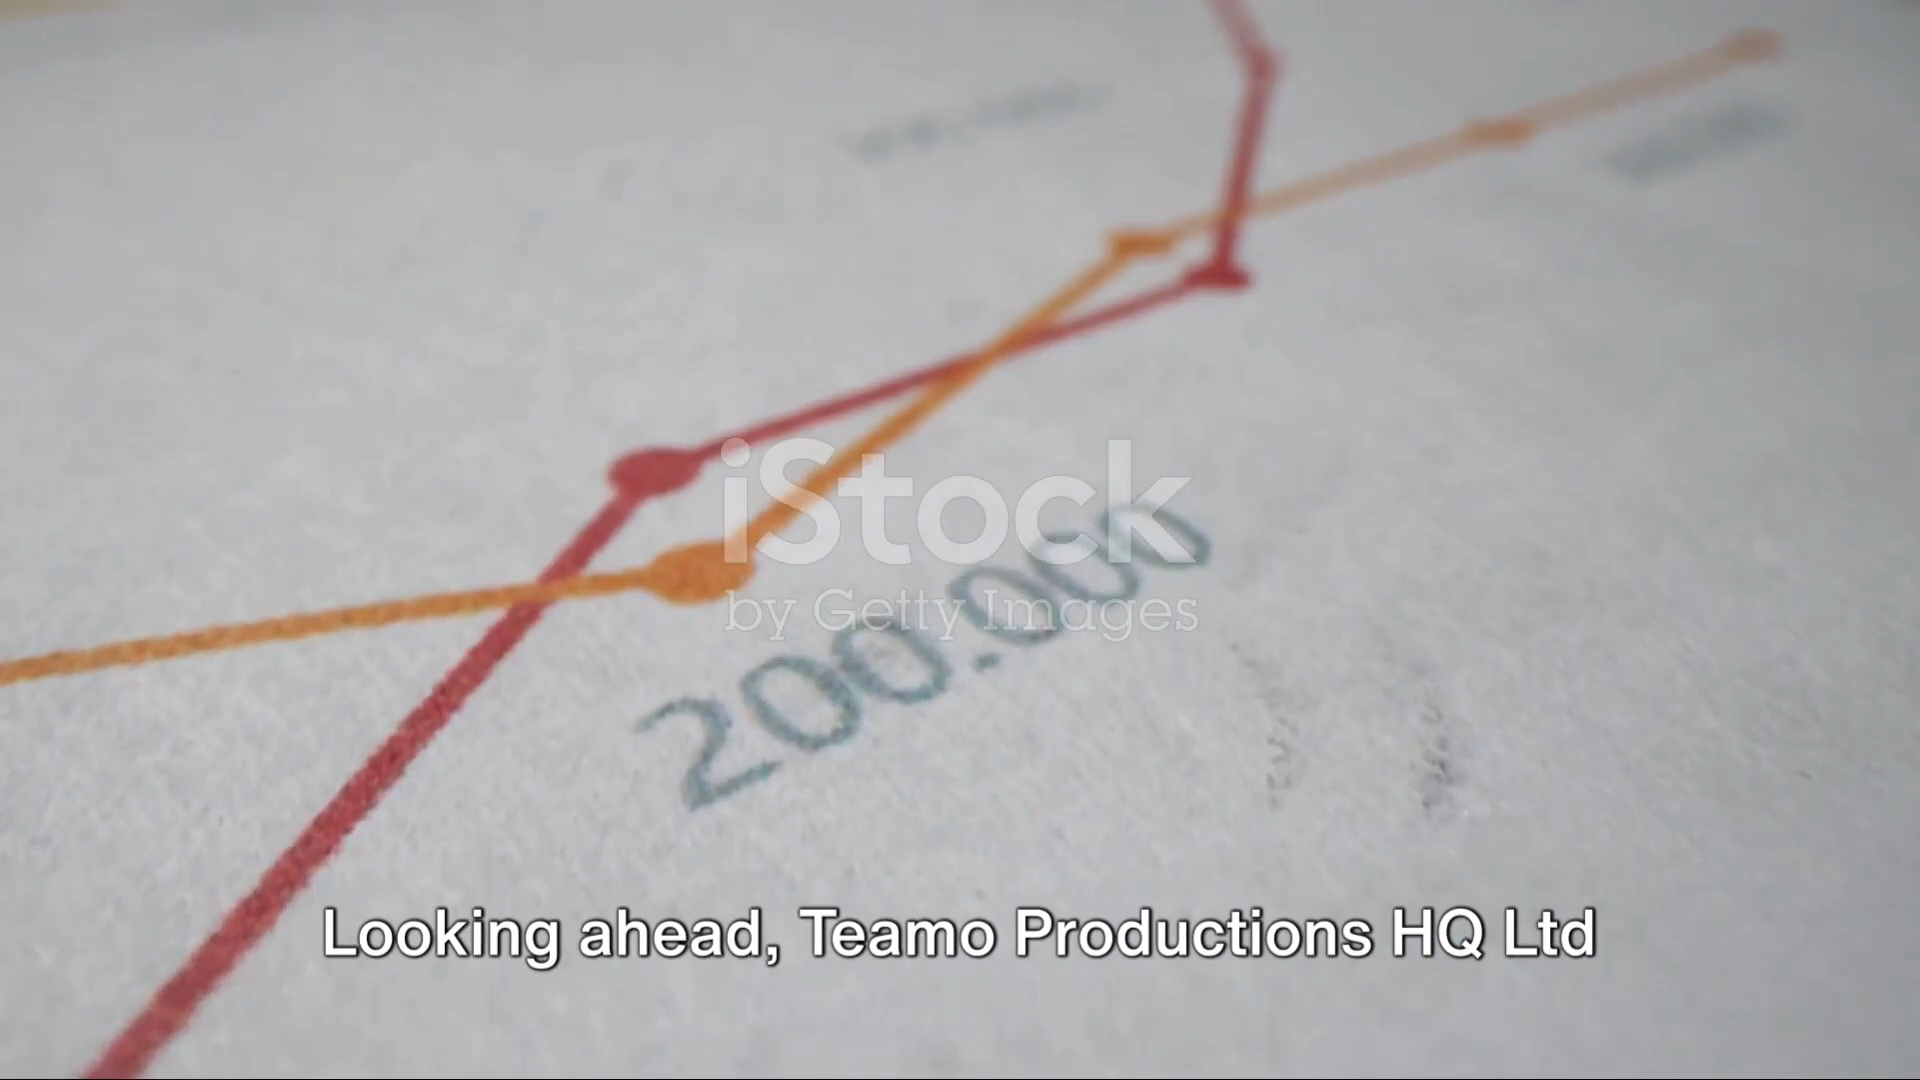 iStock
by Getty Images
200.000
Looking ahead, Teamo Productions HQ Ltd